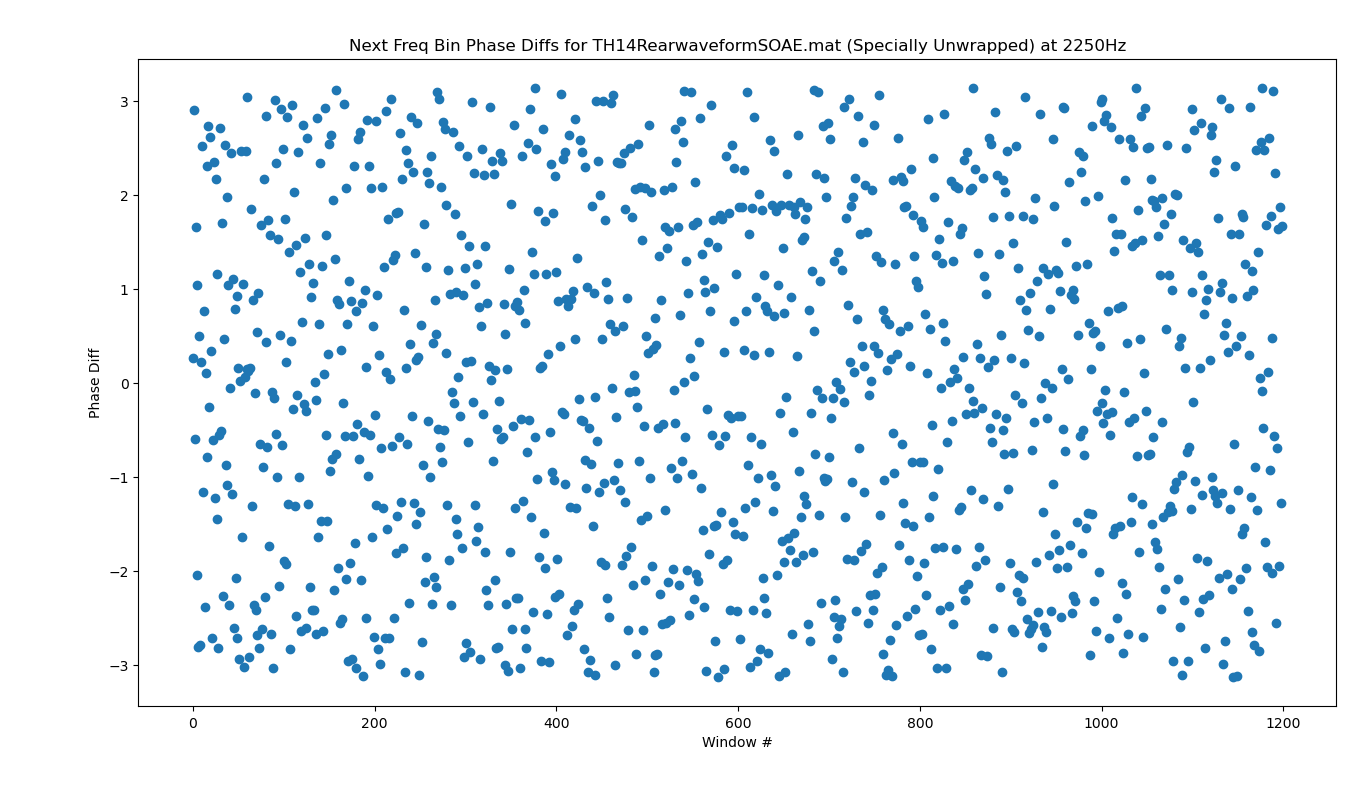 Next Freq Bin Phase Diffs for TH14RearwaveformSOAE.mat (Specially Unwrapped) at 2250Hz
3
2
1
0
−1
−2
−3
Phase Diff
0 200 400 600 800 1000 1200
Window #